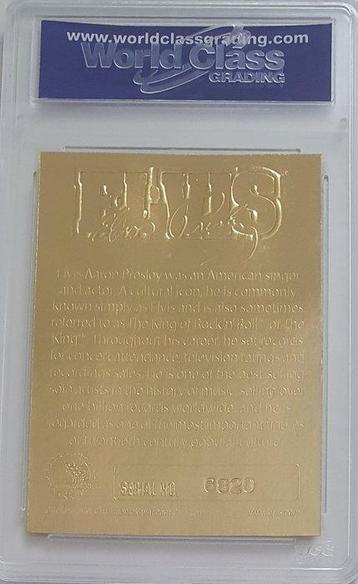 www.worldclassgrading.com
World Class
GRADING
ELVIS
Elvis Presley
Elvis Aaron Presley was an American singer
and actor. A cultural icon, he is commonly
known simply as Elvis and is also sometimes
referred to as "The King of Rock 'n' Roll" or "The
King". Throughout his career, he set records
for concert attendance, television ratings and
recordings sales. He is one of the best-selling
solo artists in the history of music, selling over
one billion records worldwide, and he is
regarded as one of the most important figures
of twentieth century popular culture.
SERIAL NO.